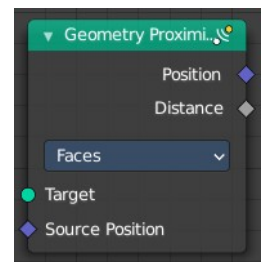 Geometry Proximi..
Position
Distance
Faces
Target
Source Position